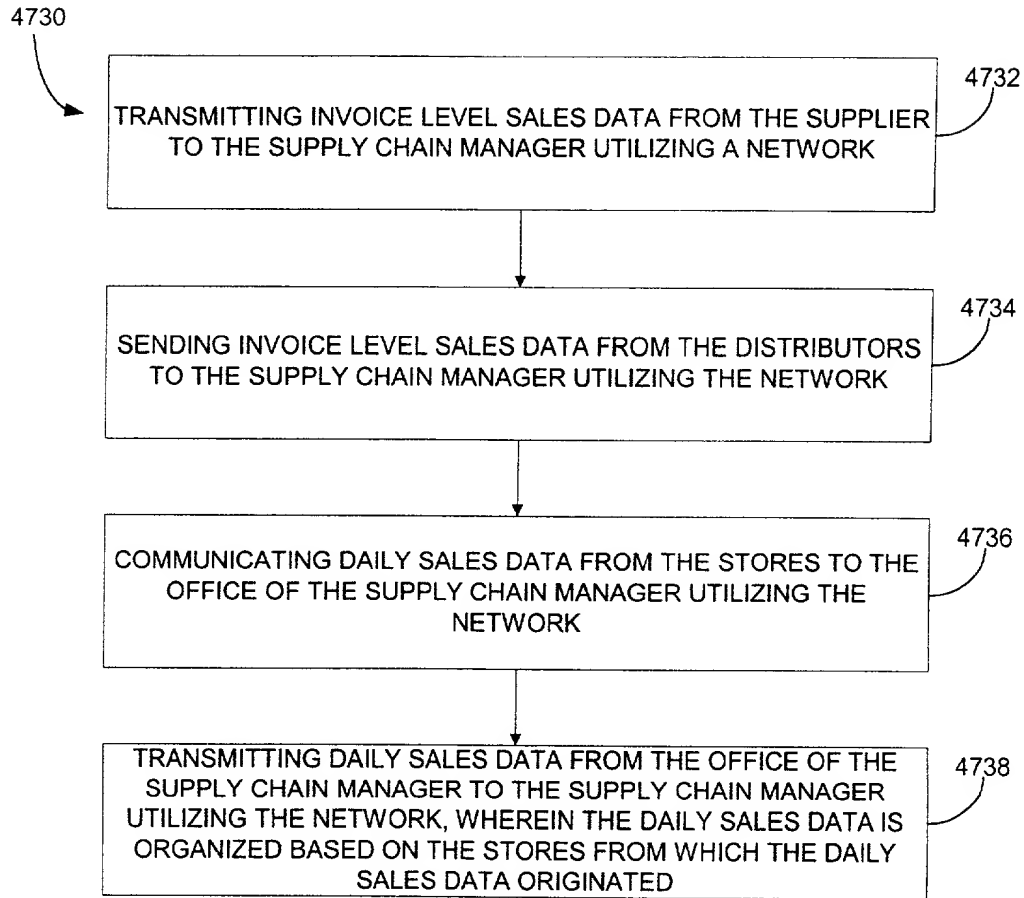 4730
4732
TRANSMITTING INVOICE LEVEL SALES DATA FROM THE SUPPLIER
TO THE SUPPLY CHAIN MANAGER UTILIZING A NETWORK
4734
SENDING INVOICE LEVEL SALES DATA FROM THE DISTRIBUTORS
TO THE SUPPLY CHAIN MANAGER UTILIZING THE NETWORK
4736
COMMUNICATING DAILY SALES DATA FROM THE STORES TO THE
OFFICE OF THE SUPPLY CHAIN MANAGER UTILIZING THE
NETWORK
4738
TRANSMITTING DAILY SALES DATA FROM THE OFFICE OF THE
SUPPLY CHAIN MANAGER TO THE SUPPLY CHAIN MANAGER
UTILIZING THE NETWORK, WHEREIN THE DAILY SALES DATA IS
ORGANIZED BASED ON THE STORES FROM WHICH THE DAILY
SALES DATA ORIGINATED